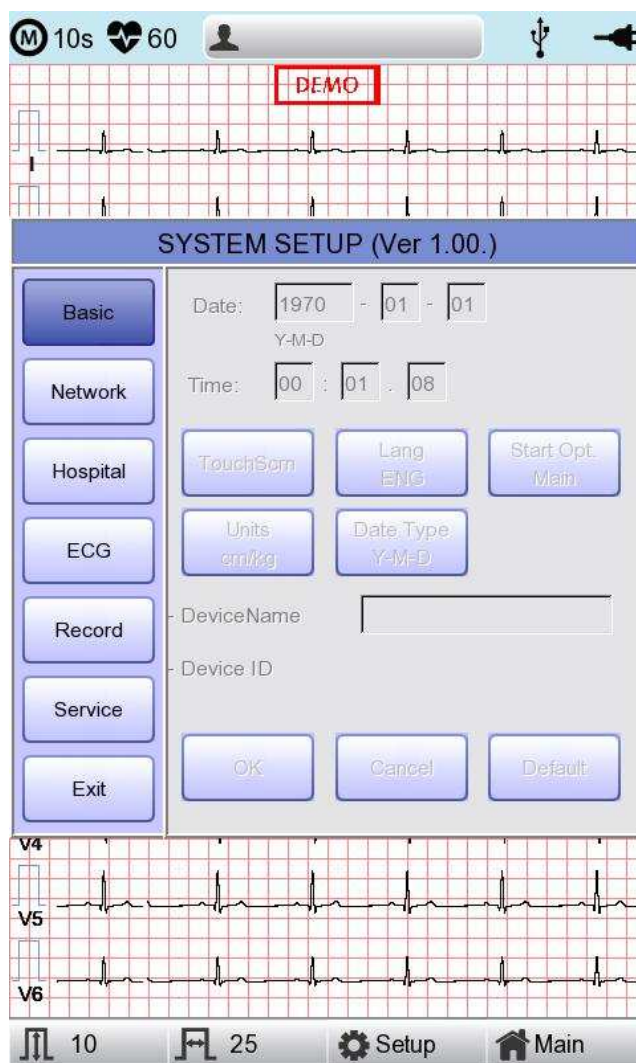 M 10s 60
DEMO
I
SYSTEM SETUP (Ver 1.00.)
Basic
Network
Hospital
ECG
Record
Service
Exit
Date: 1970 - 01 - 01
Y-M-D
Time: 00 : 01 . 08
TouchScrn
Lang
ENG
Start Opt.
Main
Units
cm/kg
Date Type
Y-M-D
- DeviceName
- Device ID
OK Cancel Default
V4
V5
V6
10 25 Setup Main